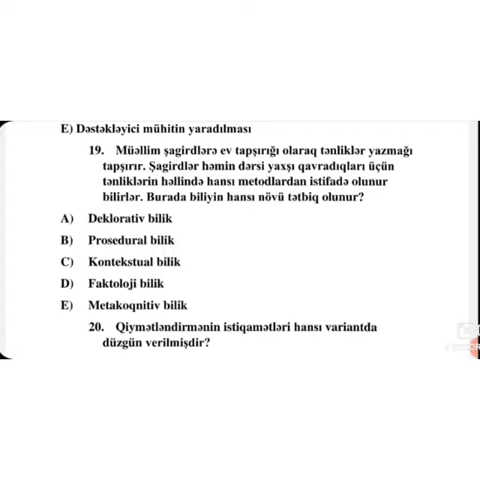 E) Dəstəkləyici mühitin yaradılması
19. Müəllim şagirdlərə ev tapşırığı olaraq tənliklər yazmağı
tapşırır. Şagirdlər həmin dərsi yaxşı qavradıqları üçün
tənliklərin həllində hansı metodlardan istifadə olunur
bilirlər. Burada biliyin hansı növü tətbiq olunur?
A) Deklorativ bilik
B) Prosedural bilik
C) Kontekstual bilik
D) Faktoloji bilik
E) Metakoqnitiv bilik
20. Qiymətləndirmənin istiqamətləri hansı variantda
düzgün verilmişdir?